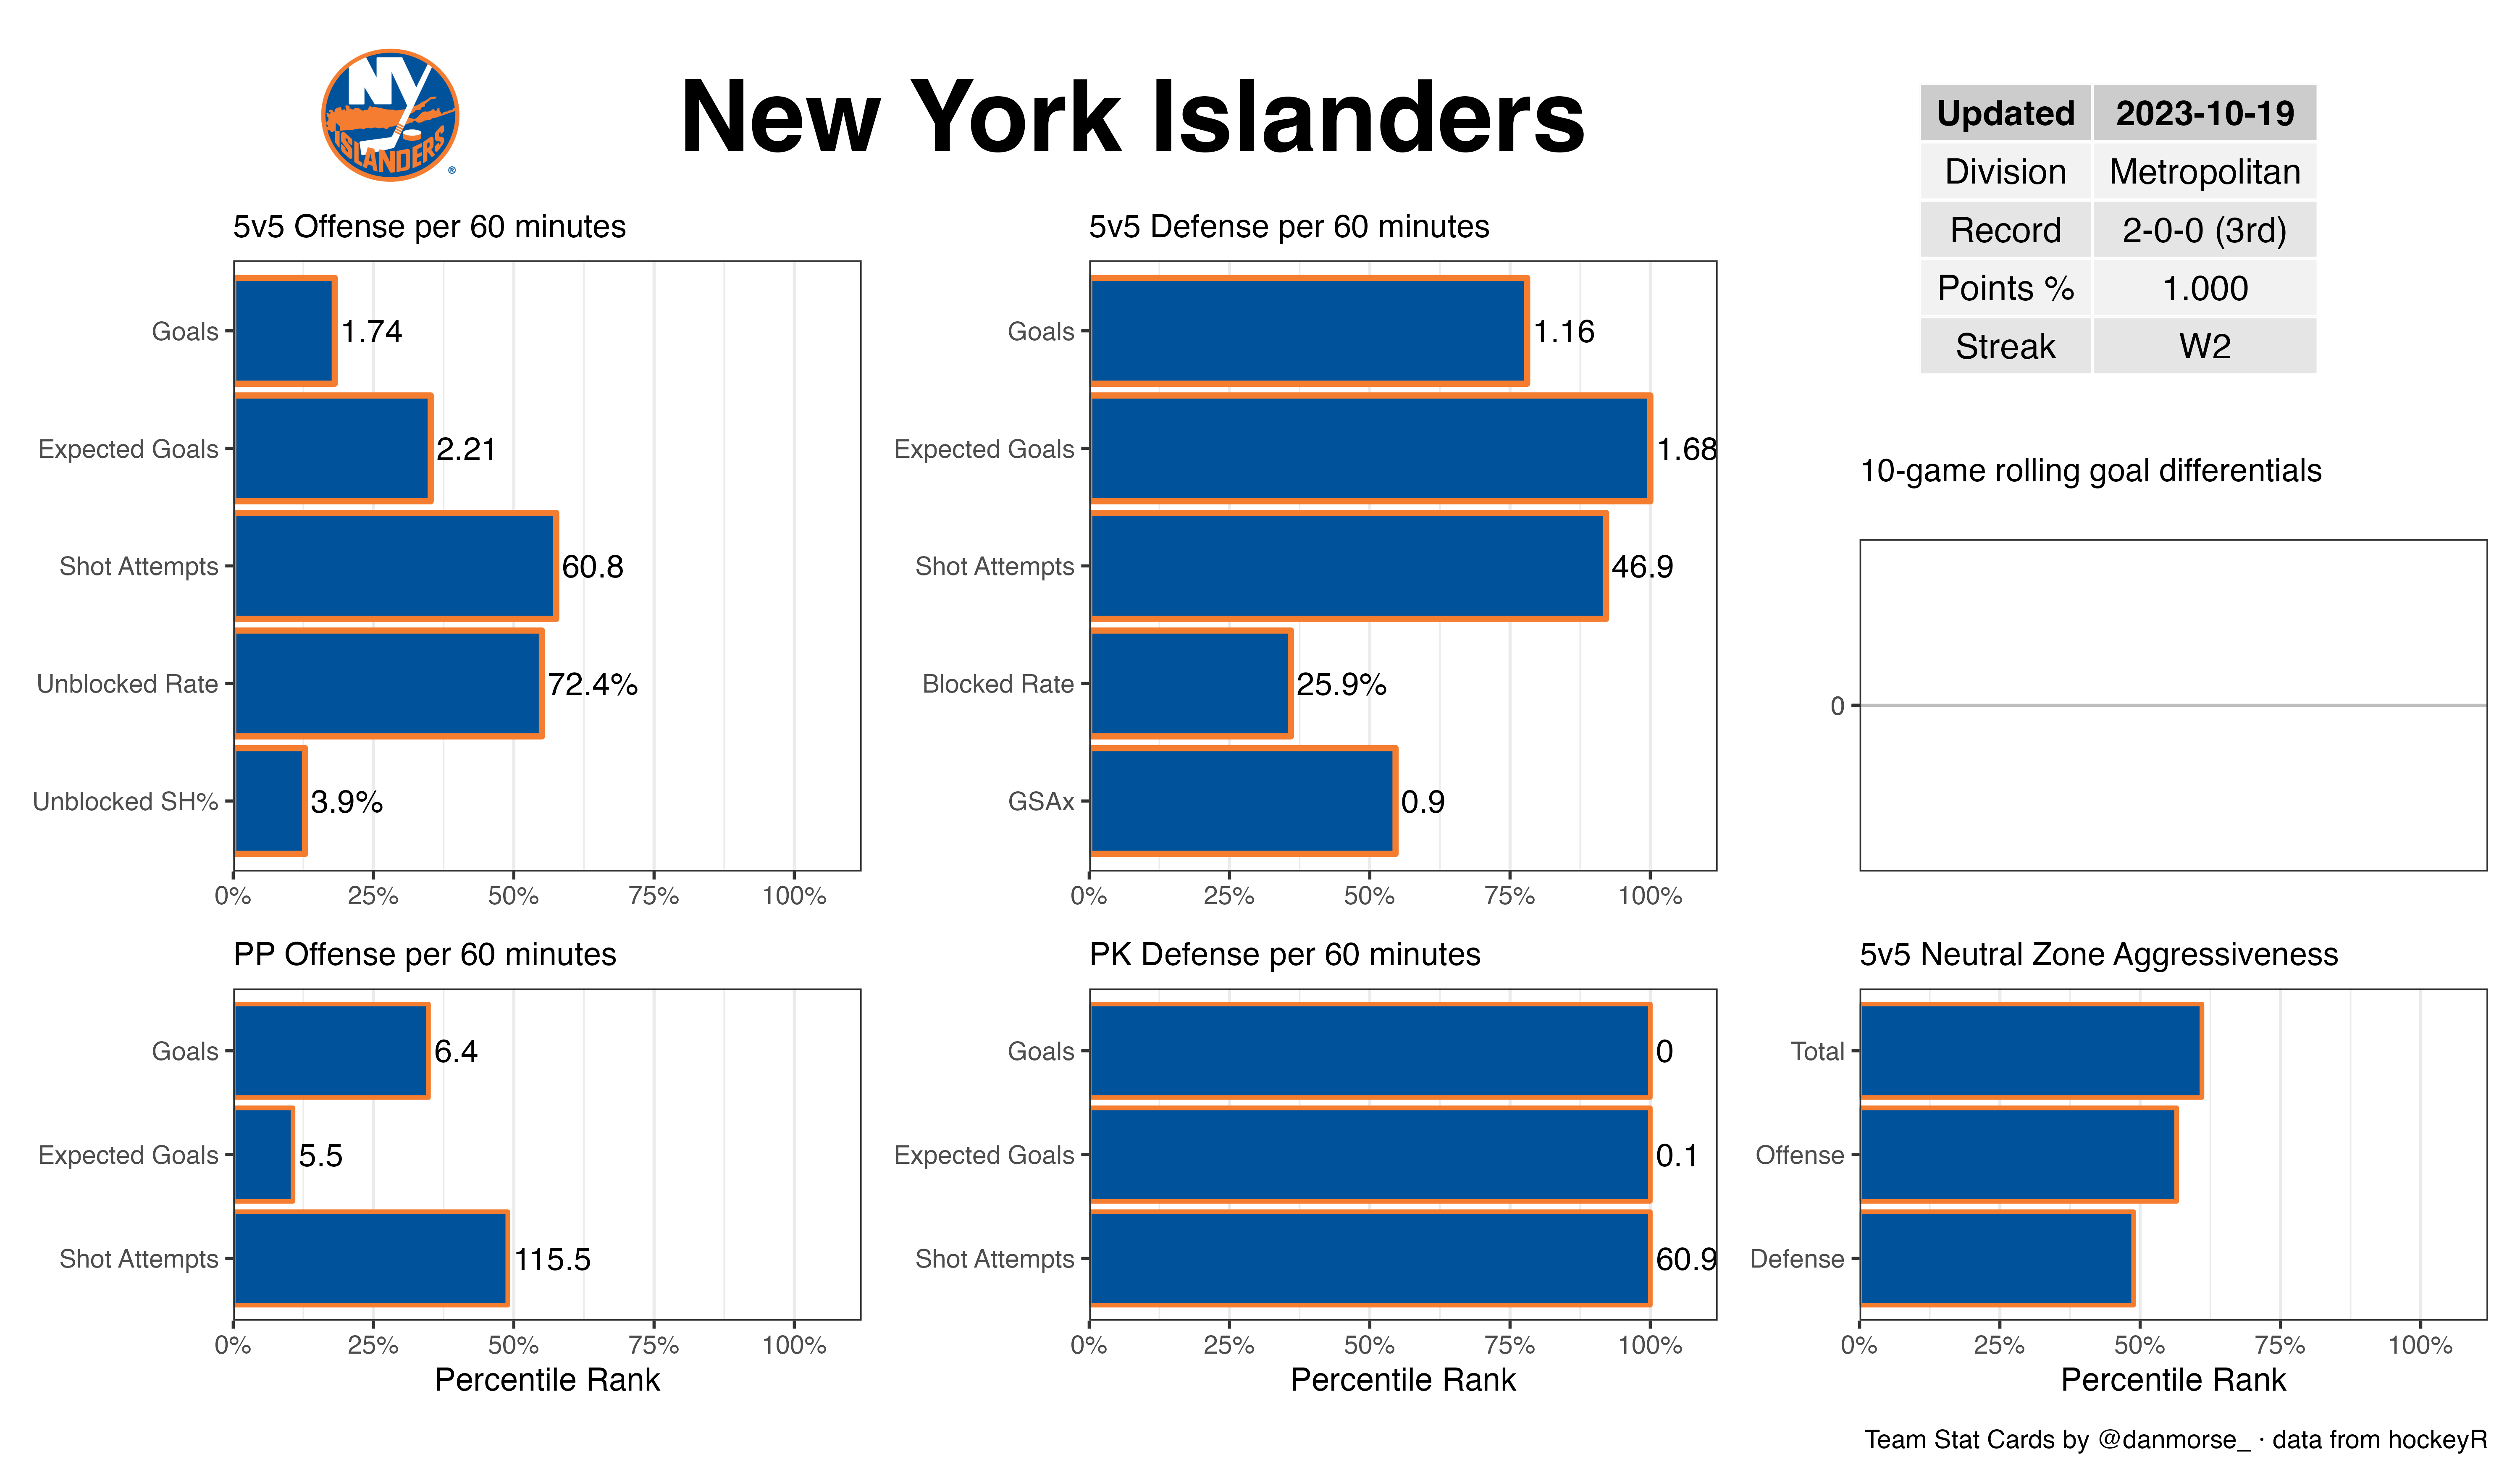 NY
ISLANDERS
®
New York Islanders
Updated 2023-10-19
Division Metropolitan
Record 2-0-0 (3rd)
Points % 1.000
Streak W2
5v5 Offense per 60 minutes
Goals 1.74
Expected Goals 2.21
Shot Attempts 60.8
Unblocked Rate 72.4%
Unblocked SH% 3.9%
0% 25% 50% 75% 100%
5v5 Defense per 60 minutes
Goals 1.16
Expected Goals 1.68
Shot Attempts 46.9
Blocked Rate 25.9%
GSAx 0.9
0% 25% 50% 75% 100%
10-game rolling goal differentials
0
PP Offense per 60 minutes
Goals 6.4
Expected Goals 5.5
Shot Attempts 115.5
0% 25% 50% 75% 100%
Percentile Rank
PK Defense per 60 minutes
Goals 0
Expected Goals 0.1
Shot Attempts 60.9
0% 25% 50% 75% 100%
Percentile Rank
5v5 Neutral Zone Aggressiveness
Total
Offense
Defense
0% 25% 50% 75% 100%
Percentile Rank
Team Stat Cards by @danmorse_ · data from hockeyR